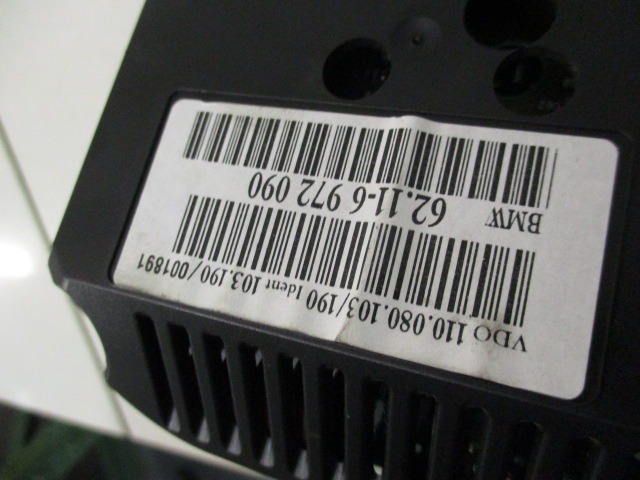 VDO 110.080.103/190 Ident 103.190/001891
BMW 62.11-6 972 090